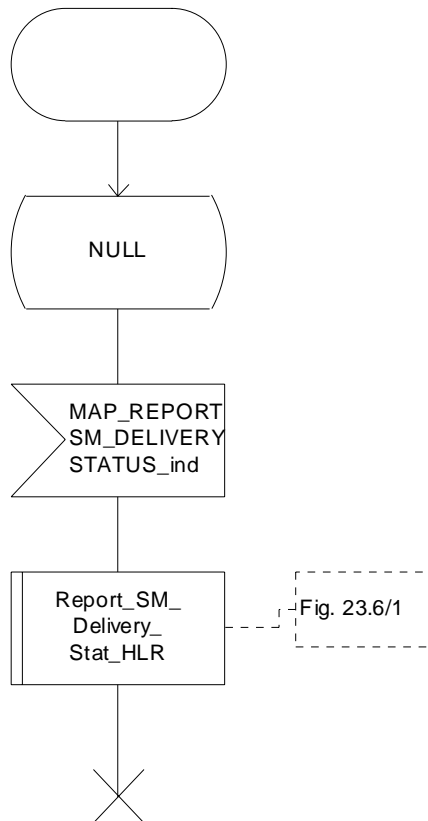 NULL
MAP_REPORT
SM_DELIVERY
STATUS_ind
Report_SM_
Delivery_
Stat_HLR
Fig. 23.6/1